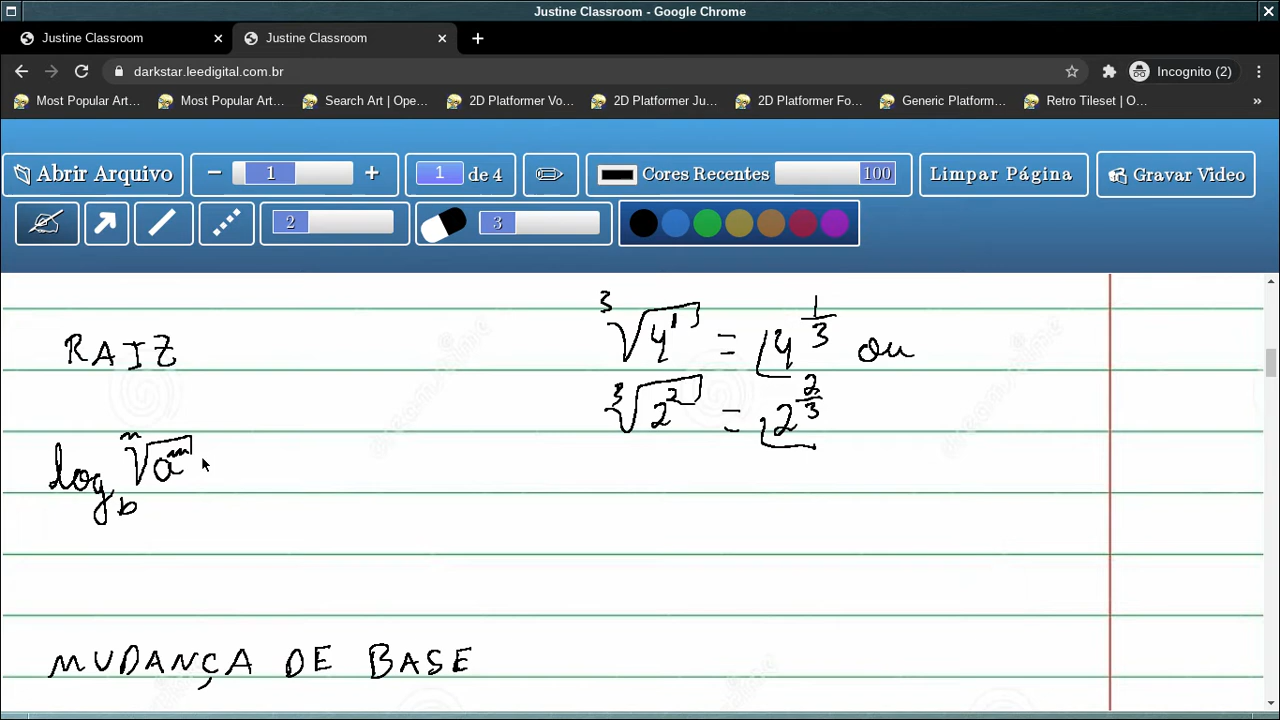 Justine Classroom - Google Chrome
Justine Classroom
Justine Classroom
darkstar.leedigital.com.br
Incognito (2)
Most Popular Art... Most Popular Art... Search Art | Ope... 2D Platformer Vo... 2D Platformer Ju... 2D Platformer Fo... Generic Platform... Retro Tileset | O... »
Abrir Arquivo − 1 + 1 de 4 Cores Recentes 100 Limpar Página Gravar Video
2 3
RAIZ
∛4¹ = 4^(1/3) ou
∛2² = 2^(2/3)
log_b ⁿ√a^m
MUDANÇA DE BASE